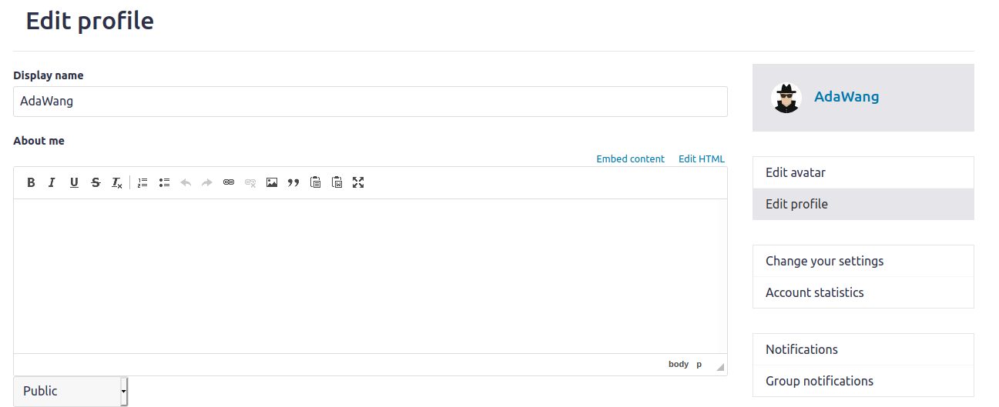 Edit profile
Display name
AdaWang
About me
Embed content Edit HTML
B I U S Tx
body p
Public
AdaWang
Edit avatar
Edit profile
Change your settings
Account statistics
Notifications
Group notifications